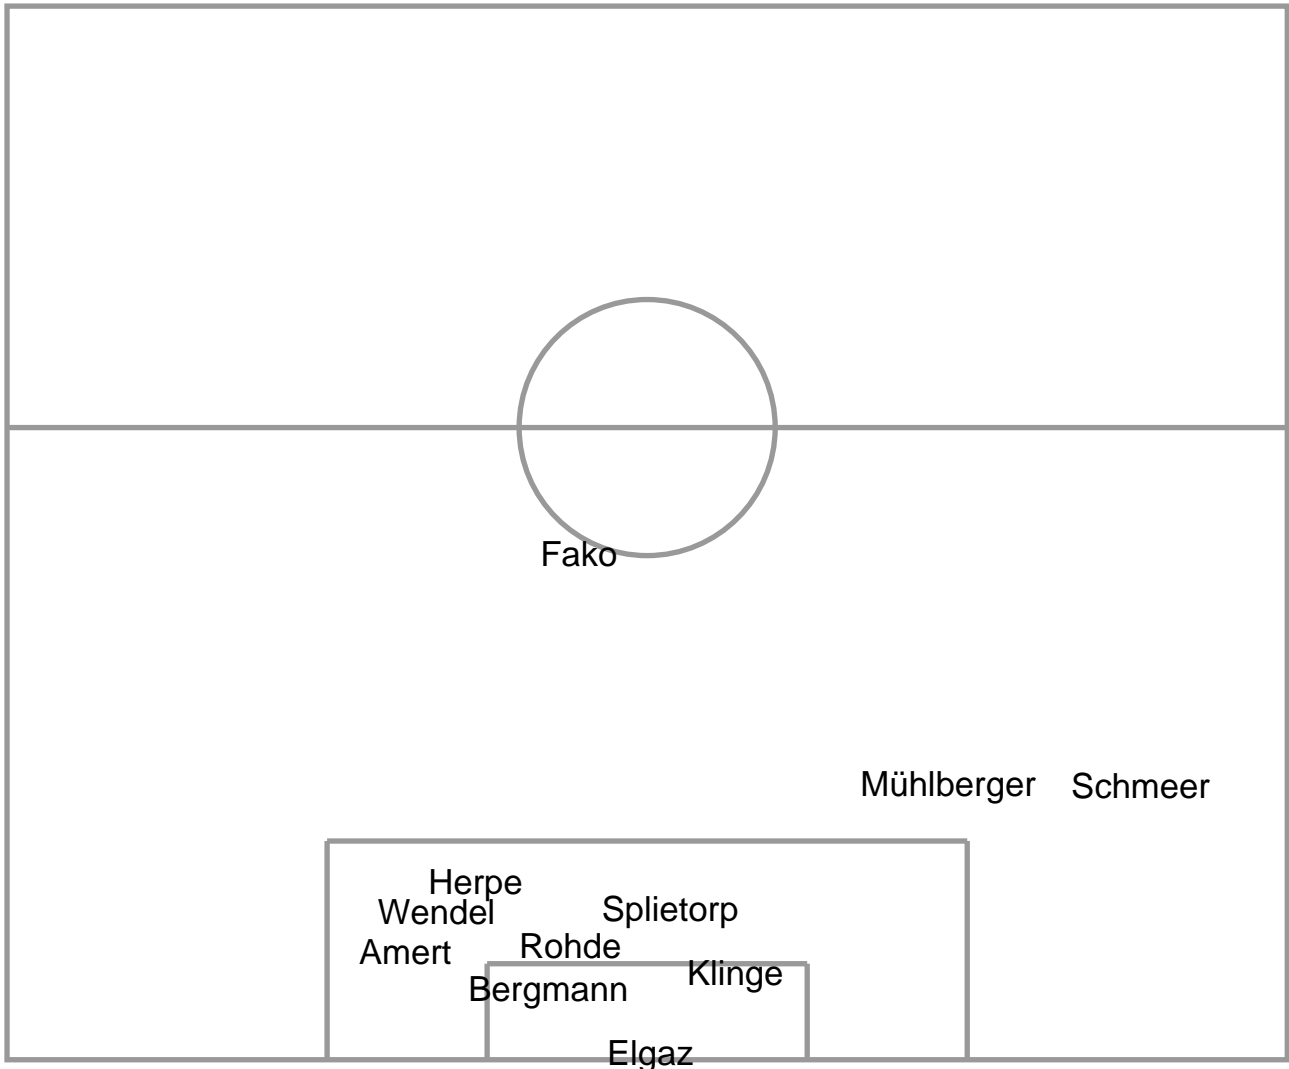 Fako
Mühlberger
Schmeer
Herpe
Wendel
Splietorp
Amert
Rohde
Klinge
Bergmann
Elgaz